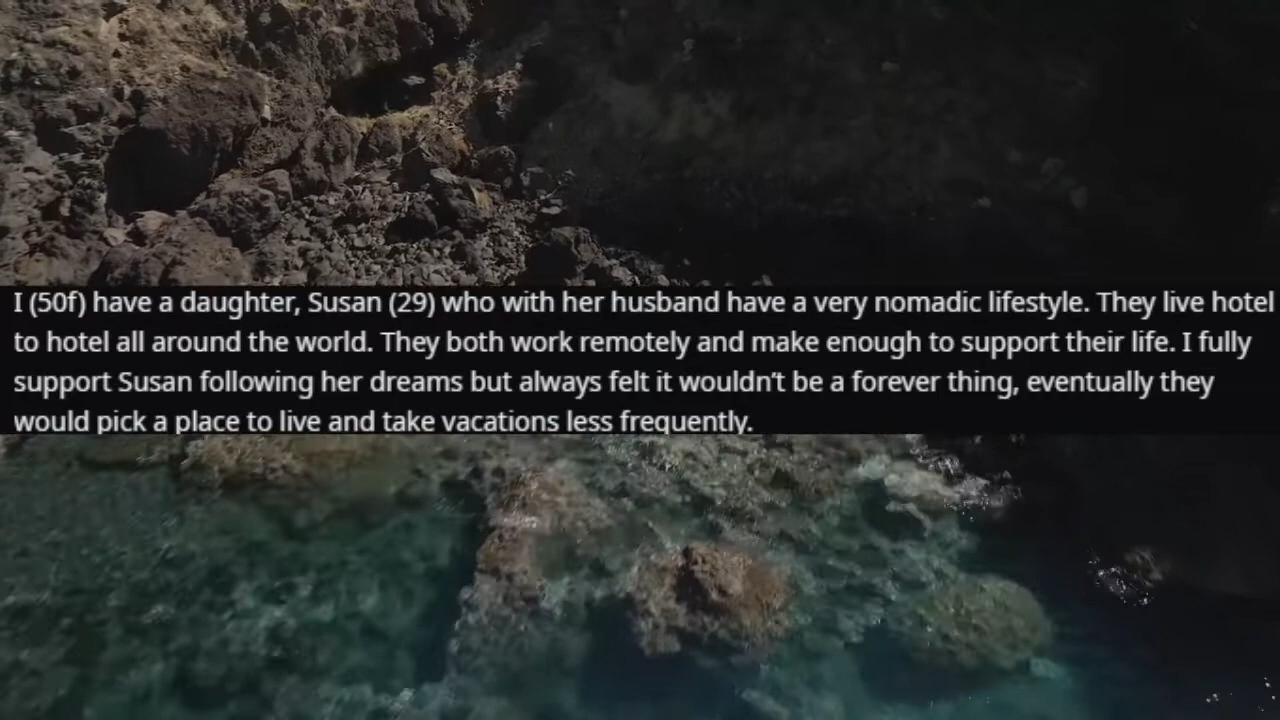 I (50f) have a daughter, Susan (29) who with her husband have a very nomadic lifestyle. They live hotel
to hotel all around the world. They both work remotely and make enough to support their life. I fully
support Susan following her dreams but always felt it wouldn’t be a forever thing, eventually they
would pick a place to live and take vacations less frequently.